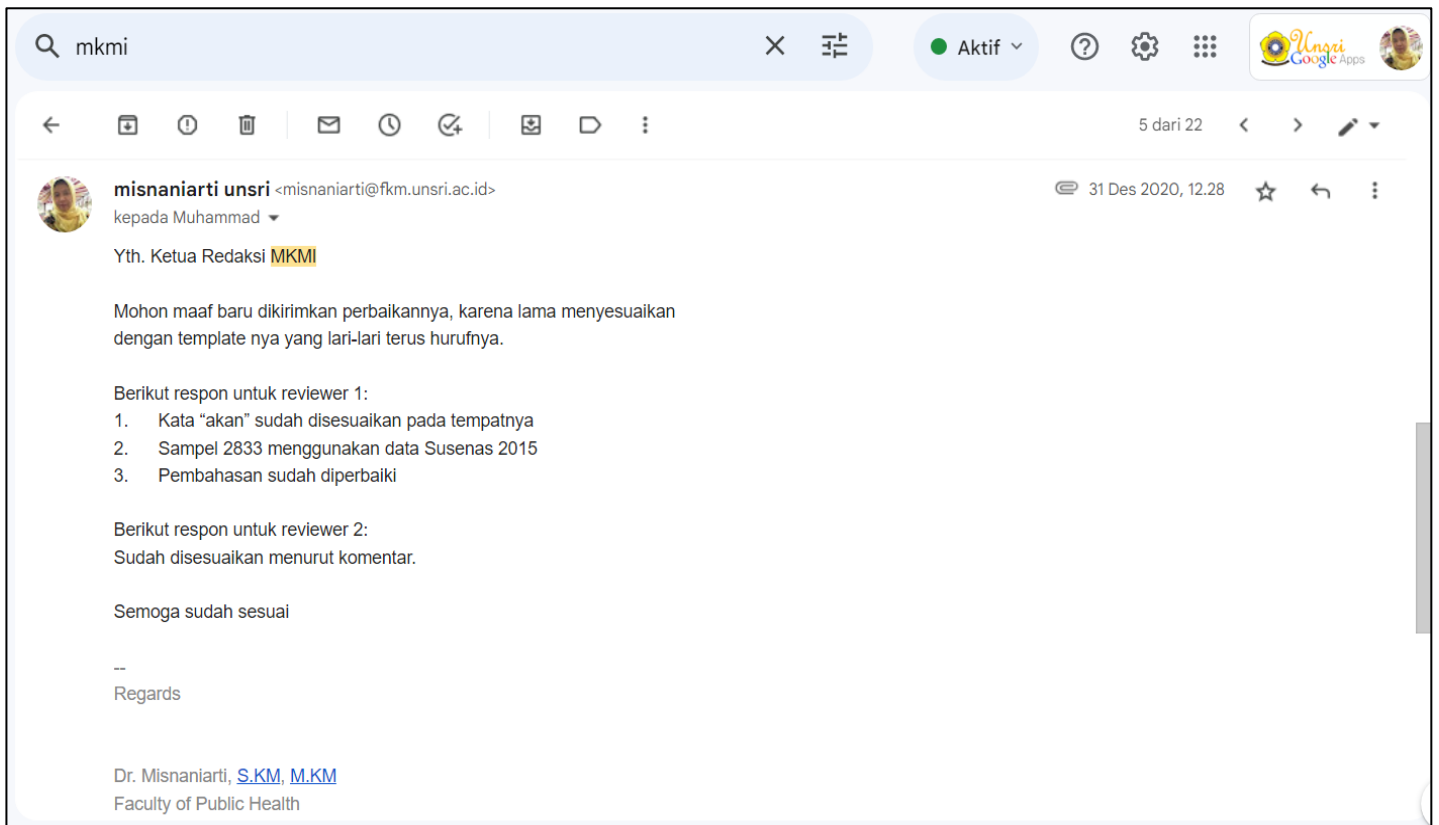 mkmi
Aktif
Unsri
Google Apps
5 dari 22
misnaniarti unsri <misnaniarti@fkm.unsri.ac.id>
31 Des 2020, 12.28
kepada Muhammad
Yth. Ketua Redaksi MKMI
Mohon maaf baru dikirimkan perbaikannya, karena lama menyesuaikan
dengan template nya yang lari-lari terus hurufnya.
Berikut respon untuk reviewer 1:
1. Kata “akan” sudah disesuaikan pada tempatnya
2. Sampel 2833 menggunakan data Susenas 2015
3. Pembahasan sudah diperbaiki
Berikut respon untuk reviewer 2:
Sudah disesuaikan menurut komentar.
Semoga sudah sesuai
--
Regards
Dr. Misnaniarti, S.KM, M.KM
Faculty of Public Health